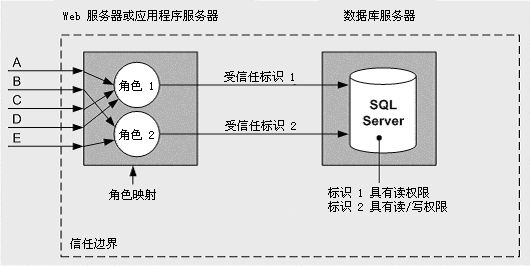 Web 服务器或应用程序服务器
数据库服务器
A
B
C
D
E
角色 1
角色 2
受信任标识 1
受信任标识 2
SQL
Server
角色映射
标识 1 具有读权限
标识 2 具有读/写权限
信任边界